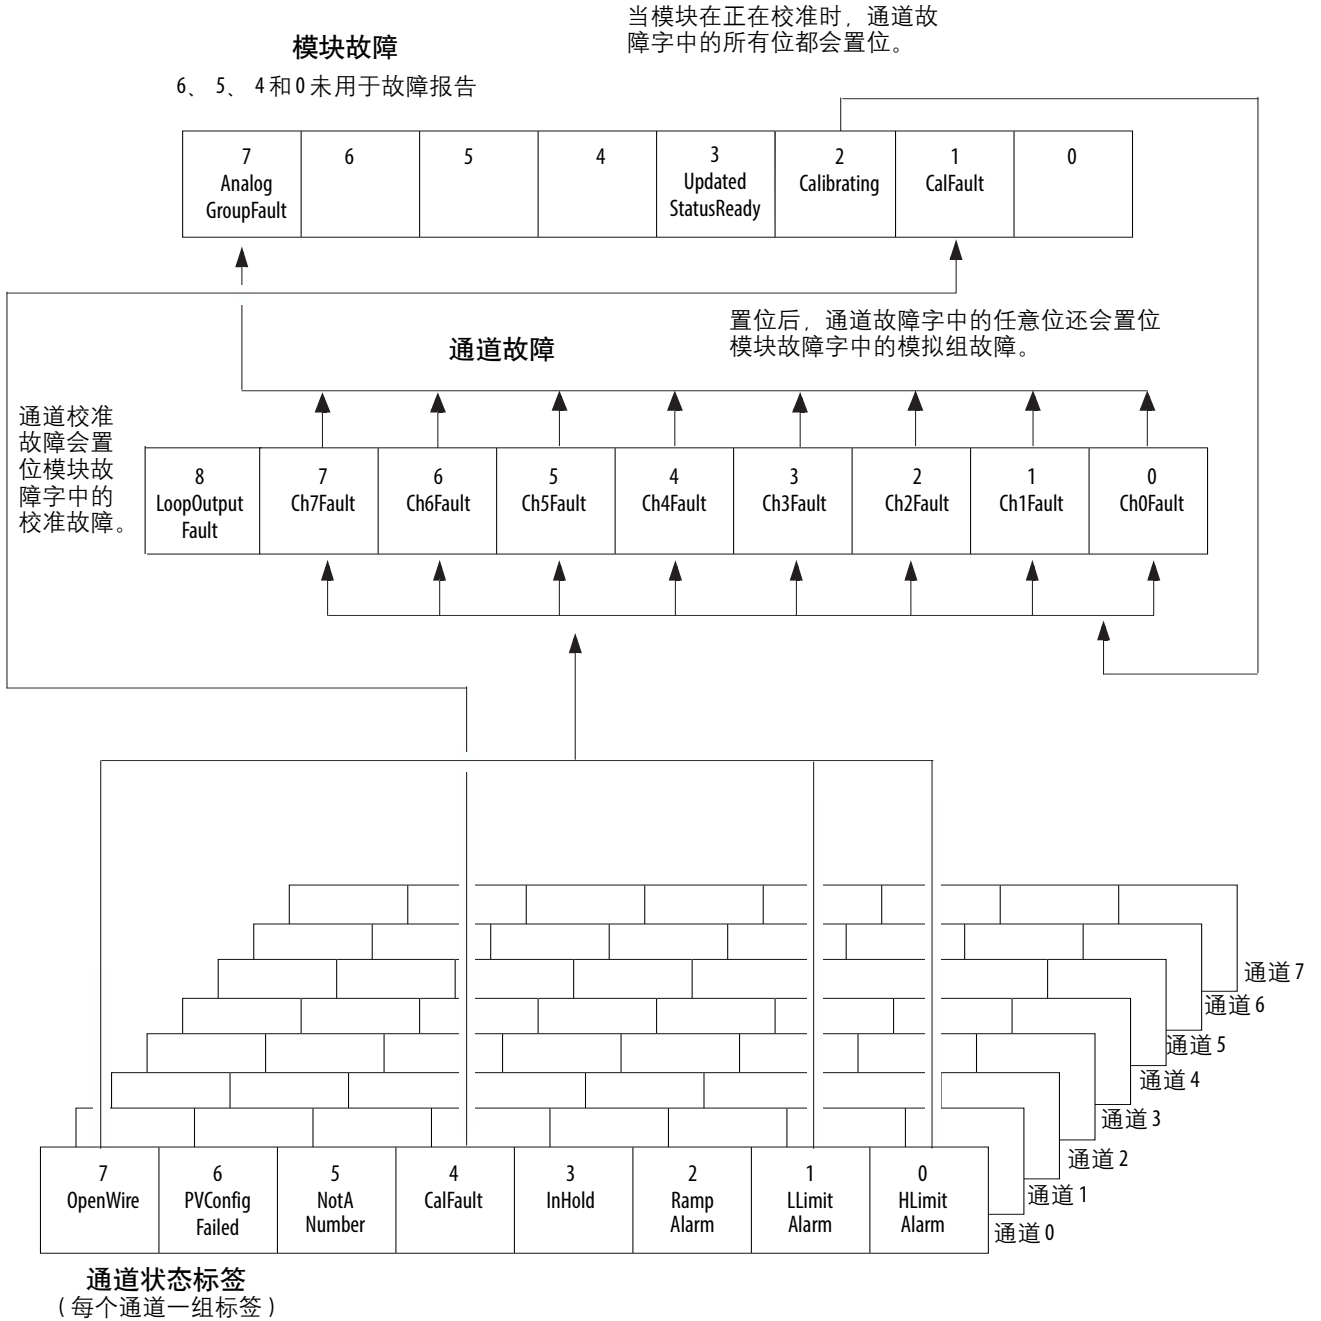 当模块在正在校准时，通道故
障字中的所有位都会置位。
模块故障
6、 5、 4和0未用于故障报告
7
Analog
GroupFault
6
5
4
3
Updated
StatusReady
2
Calibrating
1
CalFault
0
置位后，通道故障字中的任意位还会置位
模块故障字中的模拟组故障。
通道故障
通道校准
故障会置
位模块故
障字中的
校准故障。
8
LoopOutput
Fault
7
Ch7Fault
6
Ch6Fault
5
Ch5Fault
4
Ch4Fault
3
Ch3Fault
2
Ch2Fault
1
Ch1Fault
0
Ch0Fault
通道7
通道6
通道5
通道4
通道3
通道2
通道1
通道0
7
OpenWire
6
PVConfig
Failed
5
NotA
Number
4
CalFault
3
InHold
2
Ramp
Alarm
1
LLimit
Alarm
0
HLimit
Alarm
通道状态标签
（每个通道一组标签）